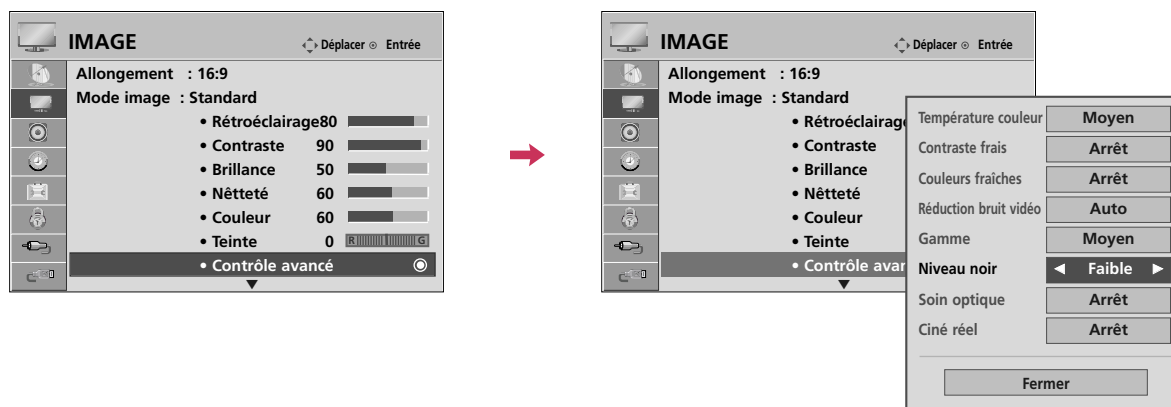 IMAGE
Déplacer Entrée
Allongement : 16:9
Mode image : Standard
• Rétroéclairage80
• Contraste 90
• Brillance 50
• Nêtteté 60
• Couleur 60
• Teinte 0 R G
• Contrôle avancé
IMAGE
Déplacer Entrée
Allongement : 16:9
Mode image : Standard
• Rétroéclairag
• Contraste
• Brillance
• Nêtteté
• Couleur
• Teinte
• Contrôle avan
Température couleur Moyen
Contraste frais Arrêt
Couleurs fraîches Arrêt
Réduction bruit vidéo Auto
Gamme Moyen
Niveau noir ◄ Faible ►
Soin optique Arrêt
Ciné réel Arrêt
Fermer